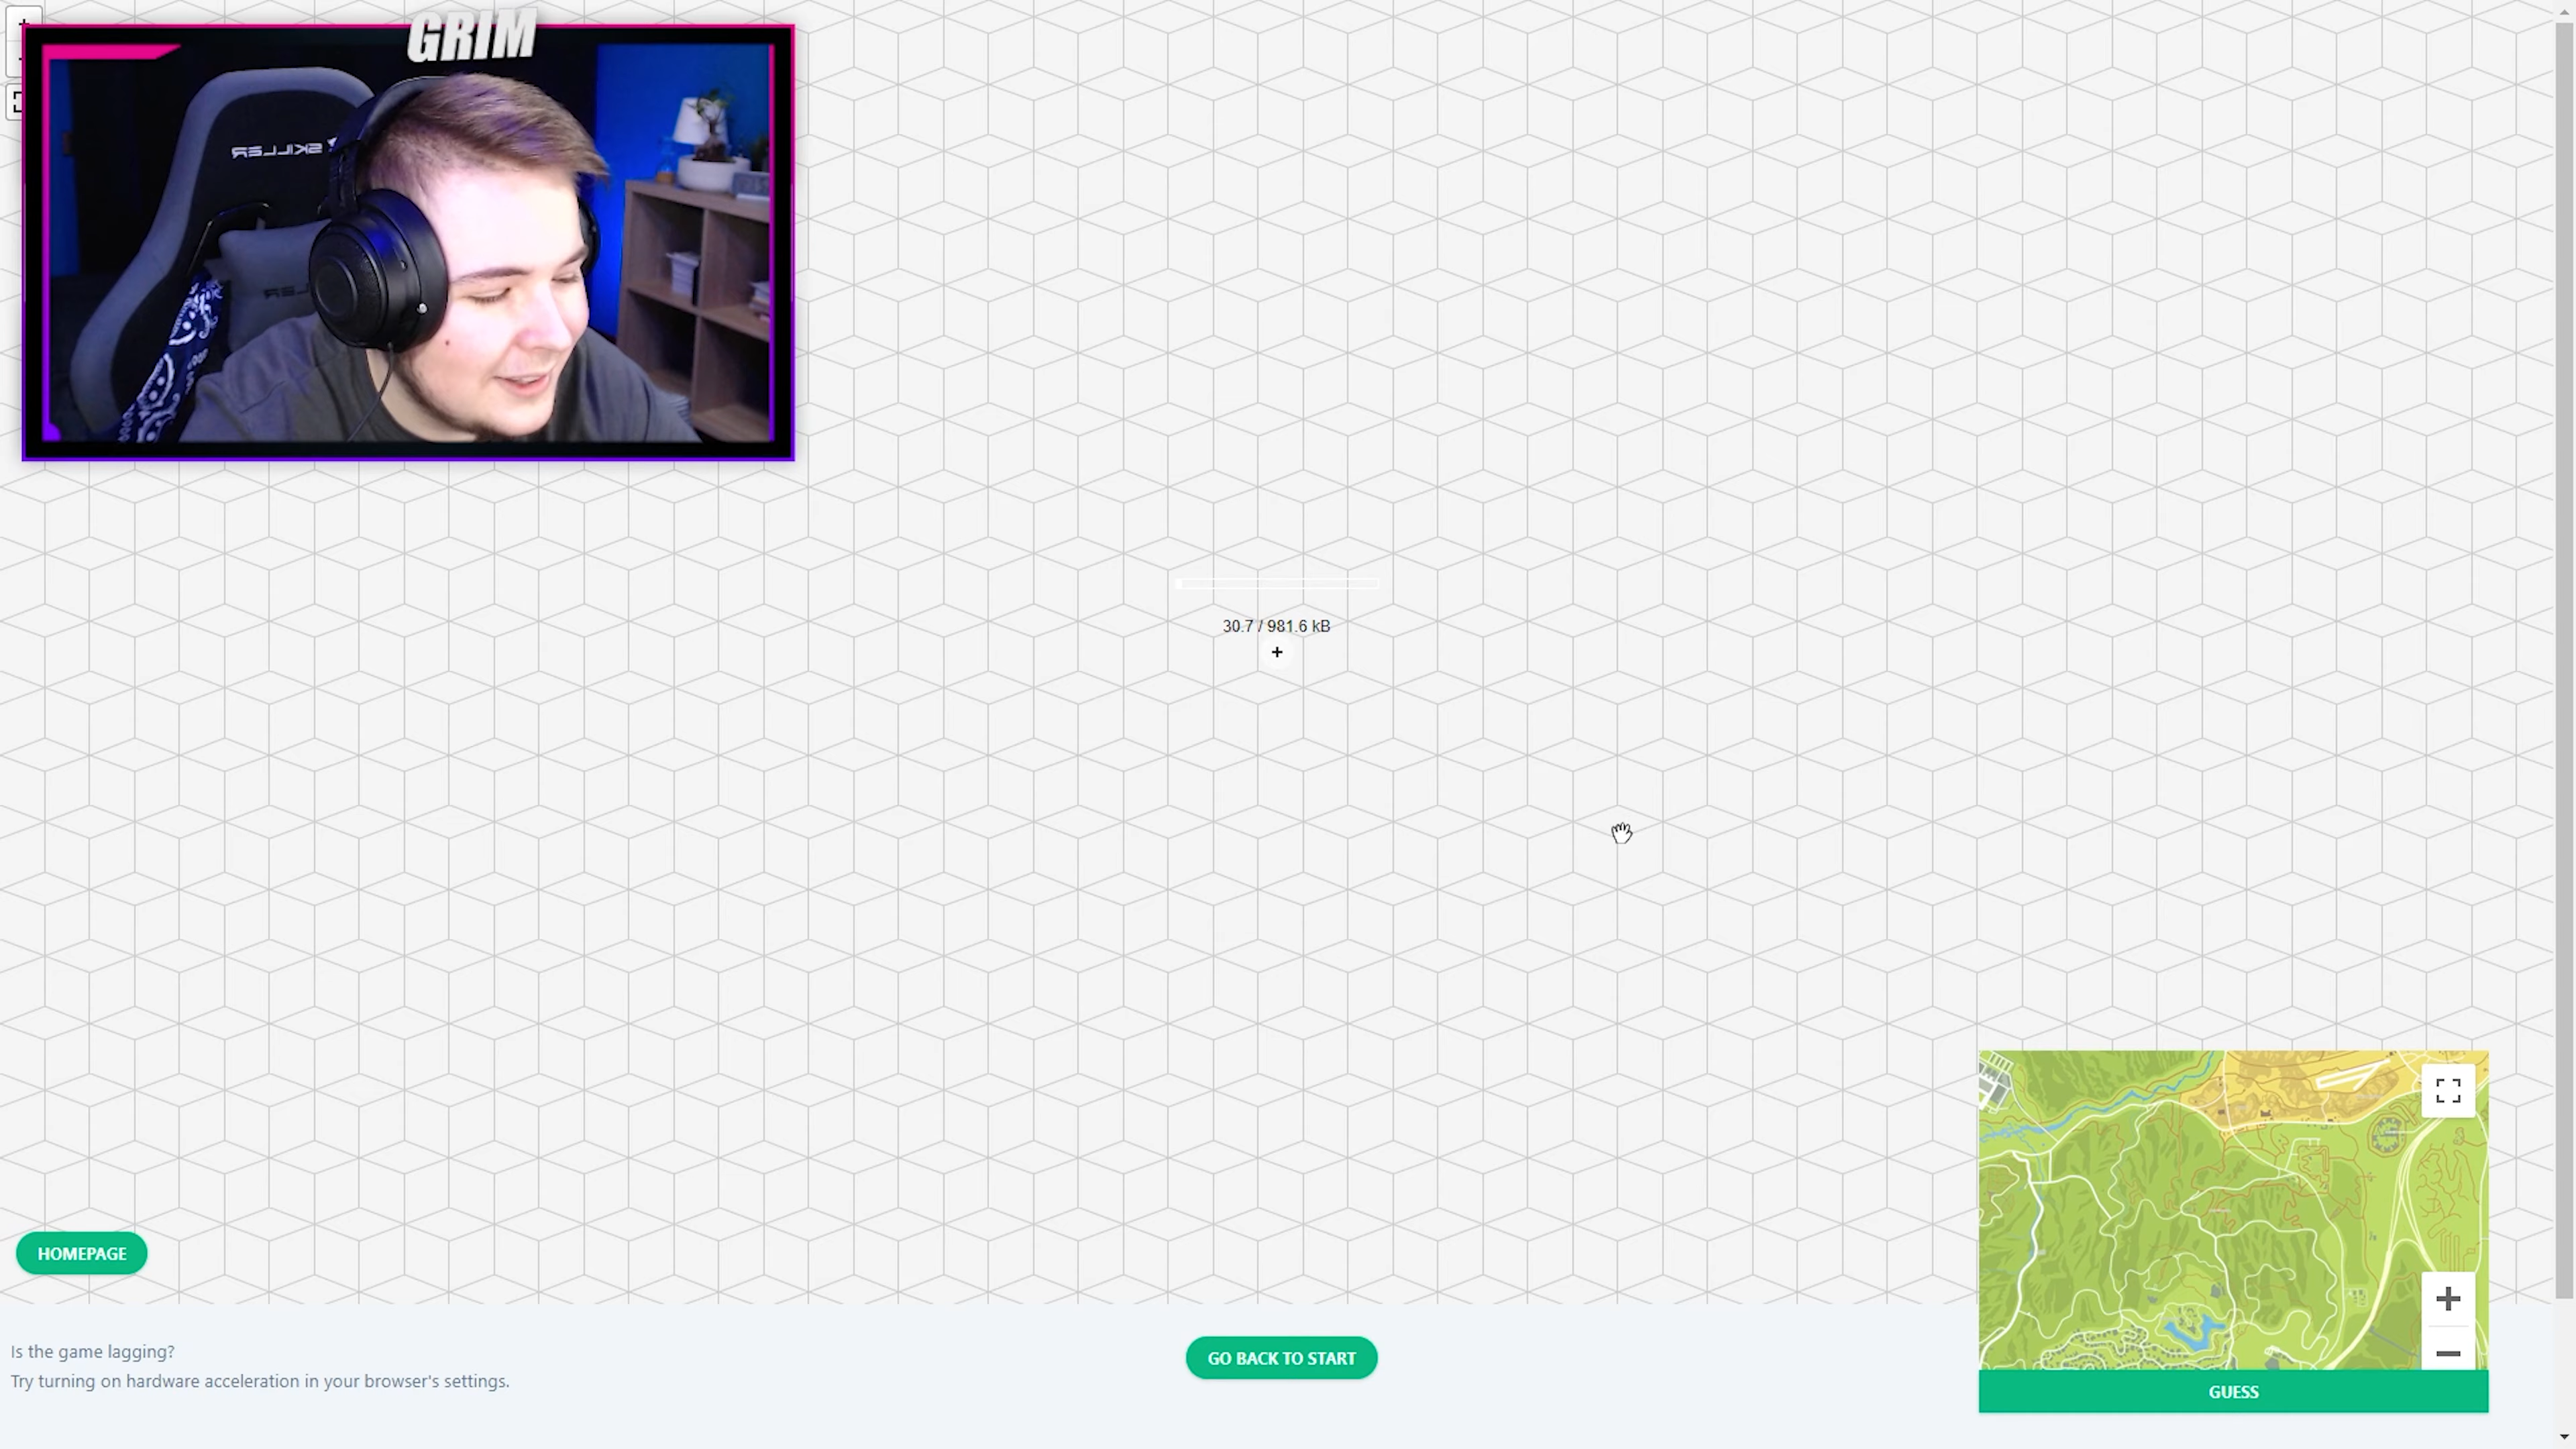 GRIM
SKILLER
30.7 / 981.6 kB
HOMEPAGE
Is the game lagging?
Try turning on hardware acceleration in your browser's settings.
GO BACK TO START
GUESS